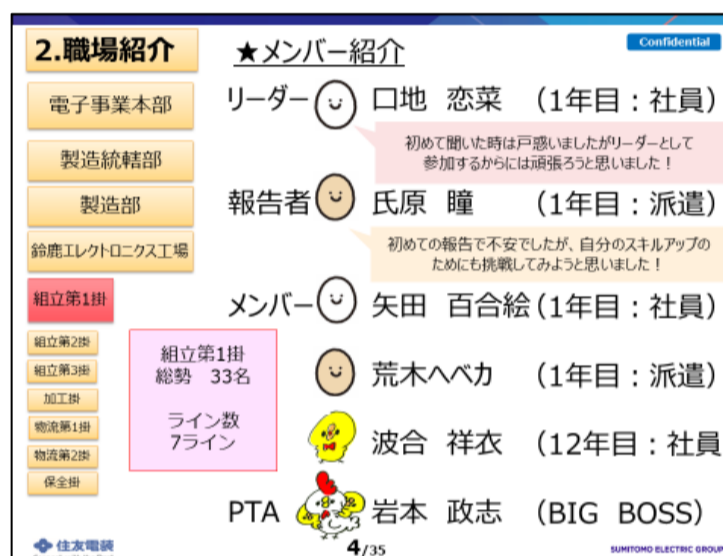 2.職場紹介
★メンバー紹介
Confidential
電子事業本部
製造統轄部
製造部
鈴鹿エレクトロニクス工場
組立第1掛
組立第2掛
組立第3掛
加工掛
物流第1掛
物流第2掛
保全掛
組立第1掛
総勢 33名
ライン数
7ライン
リーダー 口地 恋菜 (1年目:社員)
初めて聞いた時は戸惑いましたがリーダーとして
参加するからには頑張ろうと思いました!
報告者 氏原 瞳 (1年目:派遣)
初めての報告で不安でしたが、自分のスキルアップの
ためにも挑戦してみようと思いました!
メンバー 矢田 百合絵 (1年目:社員)
荒木へベカ (1年目:派遣)
波合 祥衣 (12年目:社員
PTA 岩本 政志 (BIG BOSS)
住友電装
4/35
SUMITOMO ELECTRIC GROUP